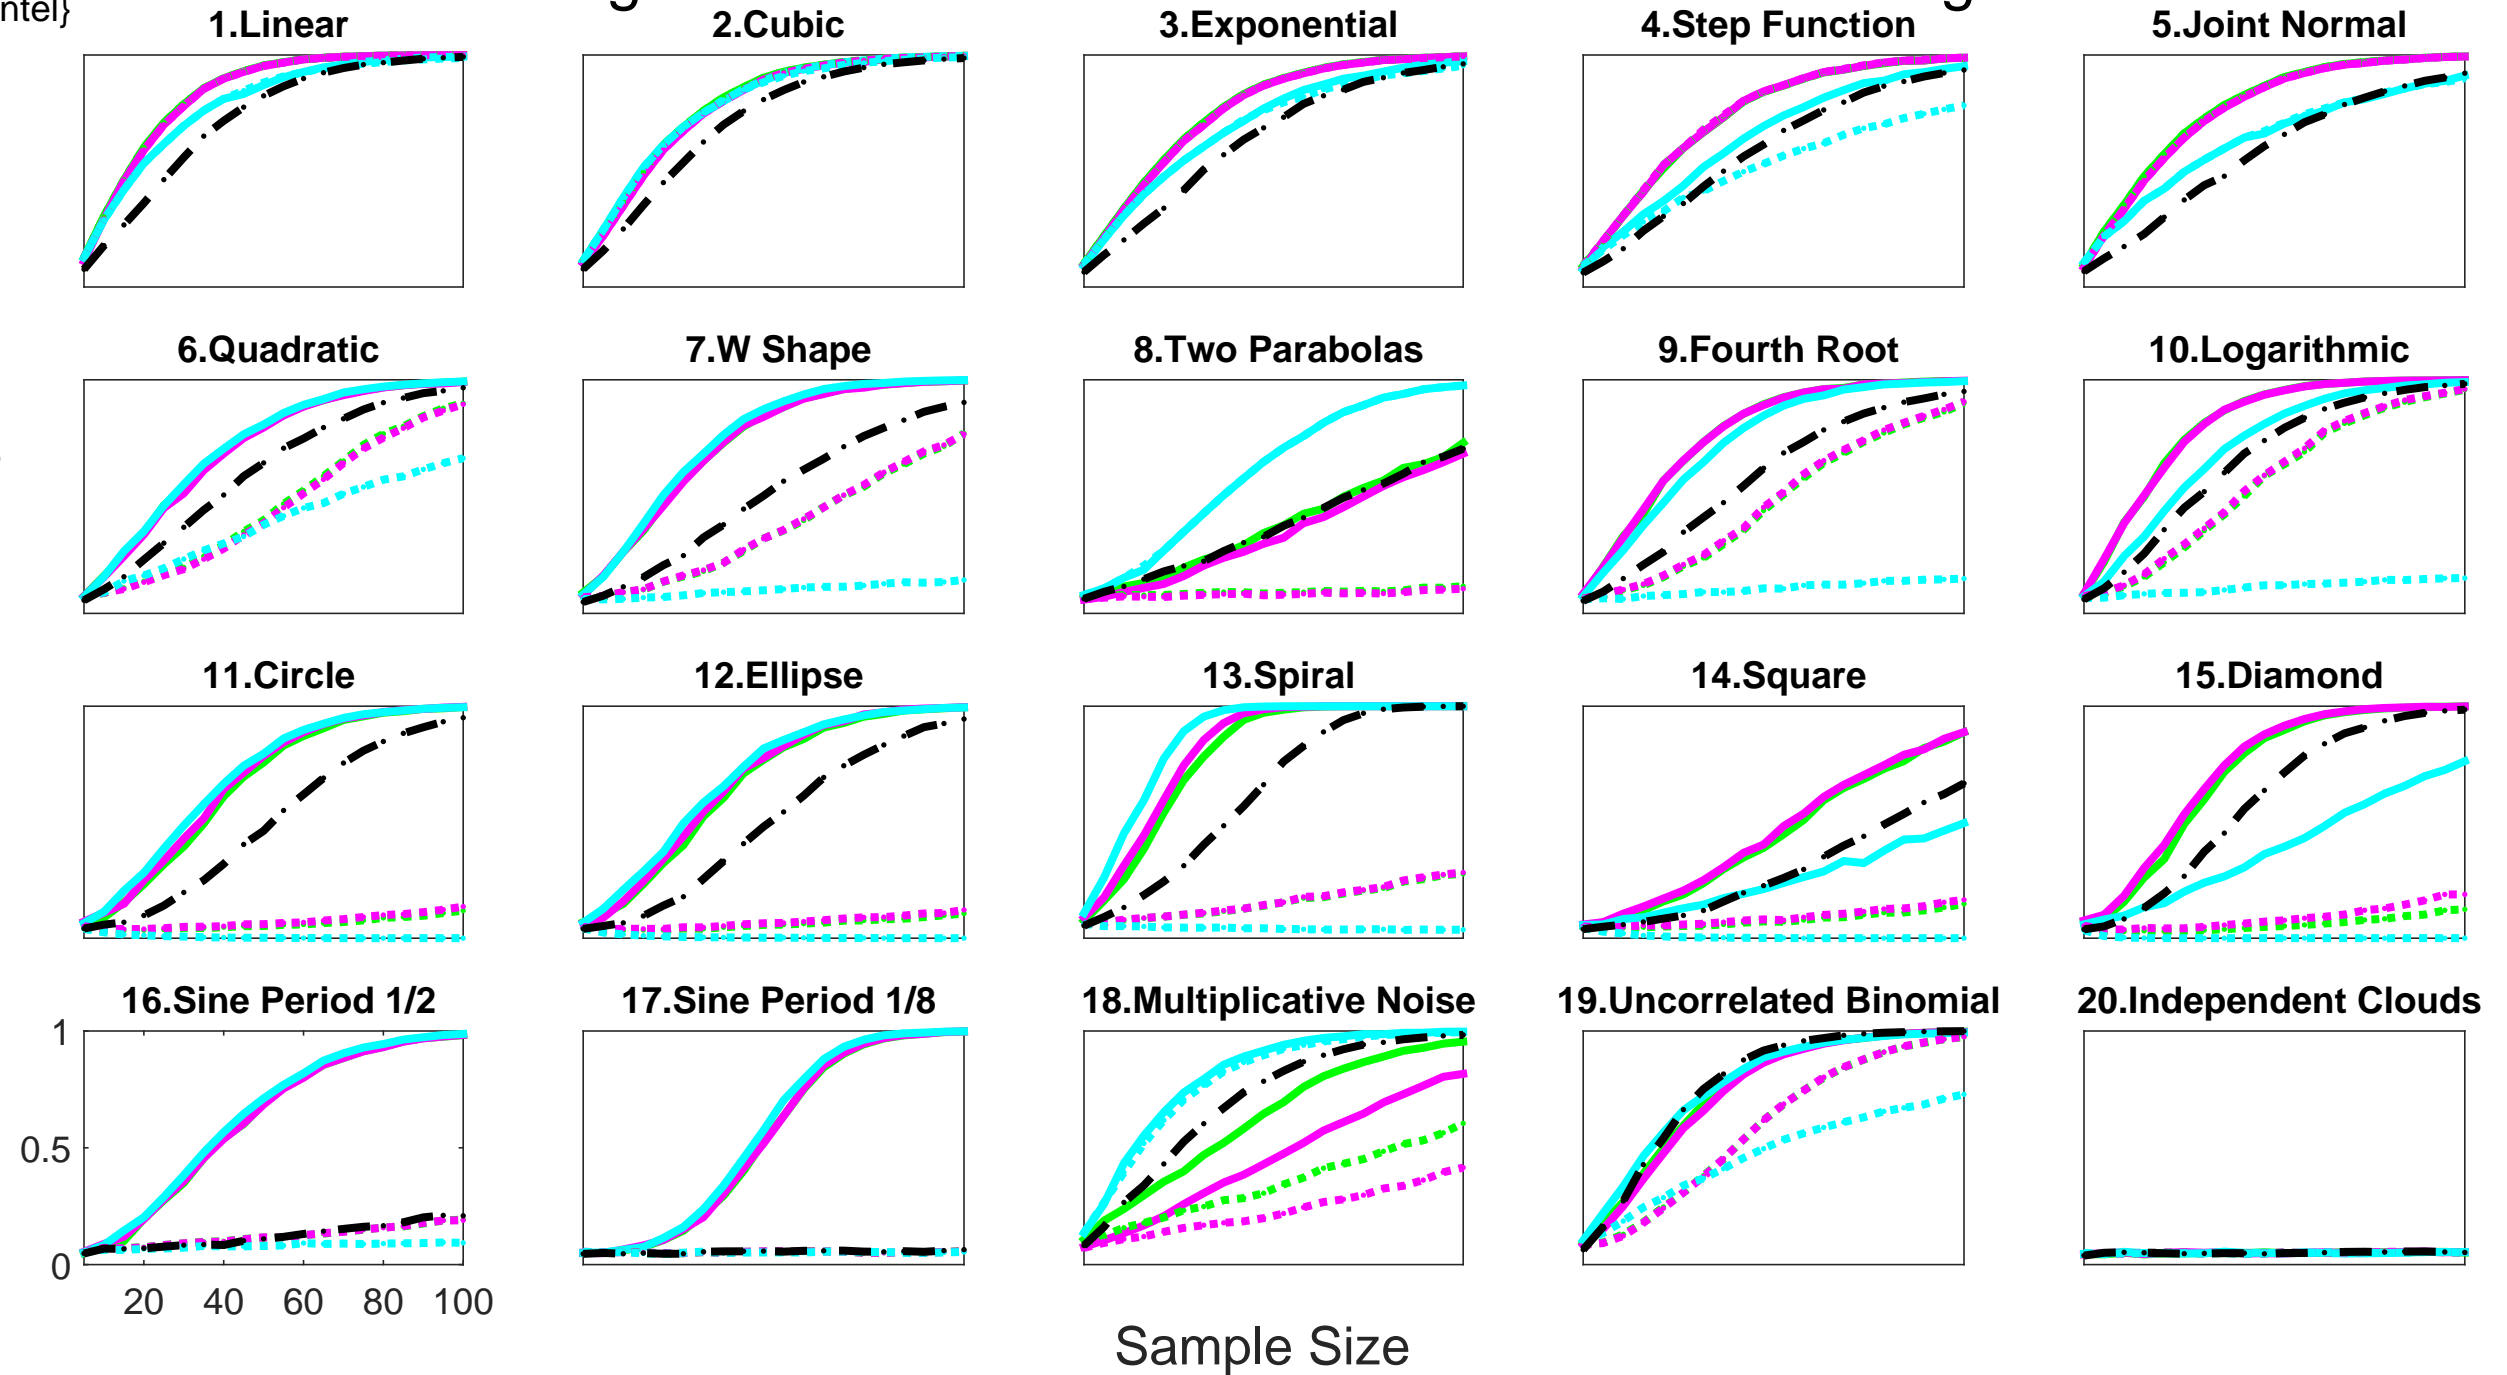 ntel}
1.Linear
2.Cubic
3.Exponential
4.Step Function
5.Joint Normal
6.Quadratic
7.W Shape
8.Two Parabolas
9.Fourth Root
10.Logarithmic
11.Circle
12.Ellipse
13.Spiral
14.Square
15.Diamond
16.Sine Period 1/2
17.Sine Period 1/8
18.Multiplicative Noise
19.Uncorrelated Binomial
20.Independent Clouds
1
0.5
0
20 40 60 80 100
Sample Size